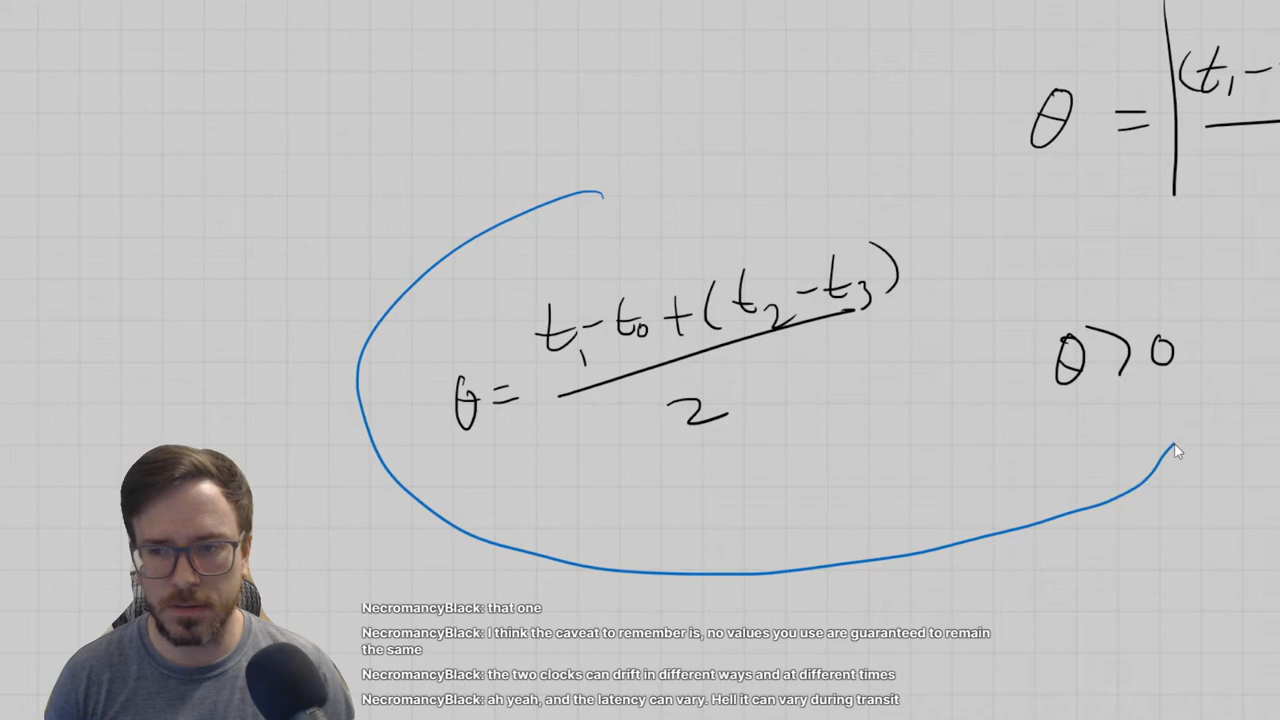 θ = |(t₁-
t₁-t₀+(t₂-t₃)
θ=
2
θ>0
NecromancyBlack: that one
NecromancyBlack: I think the caveat to remember is, no values you use are guaranteed to remain
the same
NecromancyBlack: the two clocks can drift in different ways and at different times
NecromancyBlack: ah yeah, and the latency can vary. Hell it can vary during transit